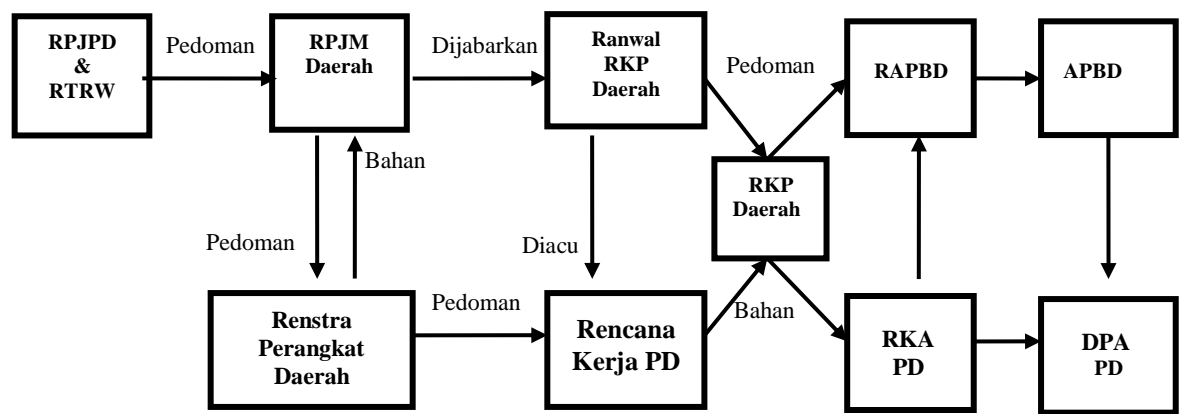 RPJPD
&
RTRW
Pedoman
RPJM
Daerah
Dijabarkan
Ranwal
RKP
Daerah
Pedoman
RAPBD
APBD
Bahan
RKP
Daerah
Pedoman
Diacu
Renstra
Perangkat
Daerah
Pedoman
Rencana
Kerja PD
Bahan
RKA
PD
DPA
PD